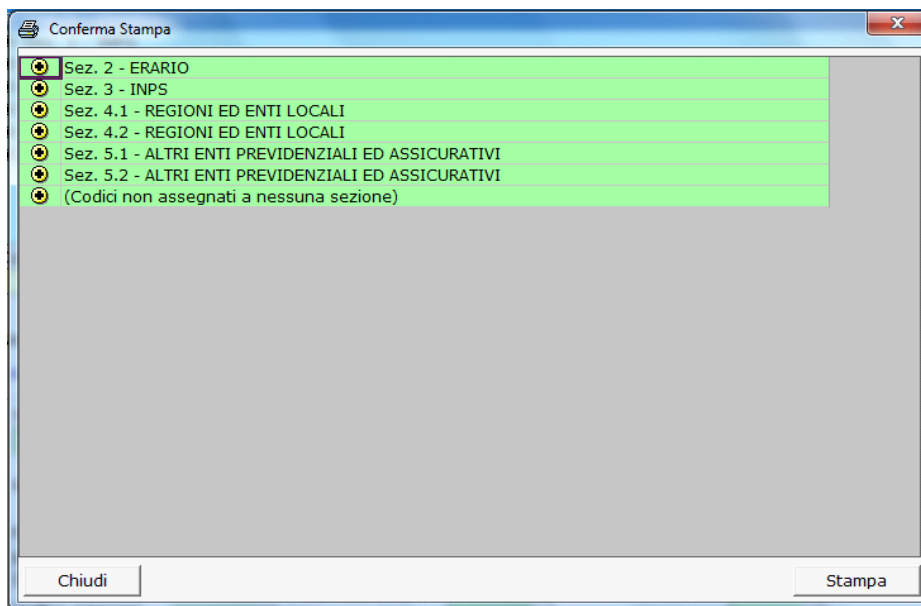 Conferma Stampa
Sez. 2 - ERARIO
Sez. 3 - INPS
Sez. 4.1 - REGIONI ED ENTI LOCALI
Sez. 4.2 - REGIONI ED ENTI LOCALI
Sez. 5.1 - ALTRI ENTI PREVIDENZIALI ED ASSICURATIVI
Sez. 5.2 - ALTRI ENTI PREVIDENZIALI ED ASSICURATIVI
(Codici non assegnati a nessuna sezione)
Chiudi
Stampa